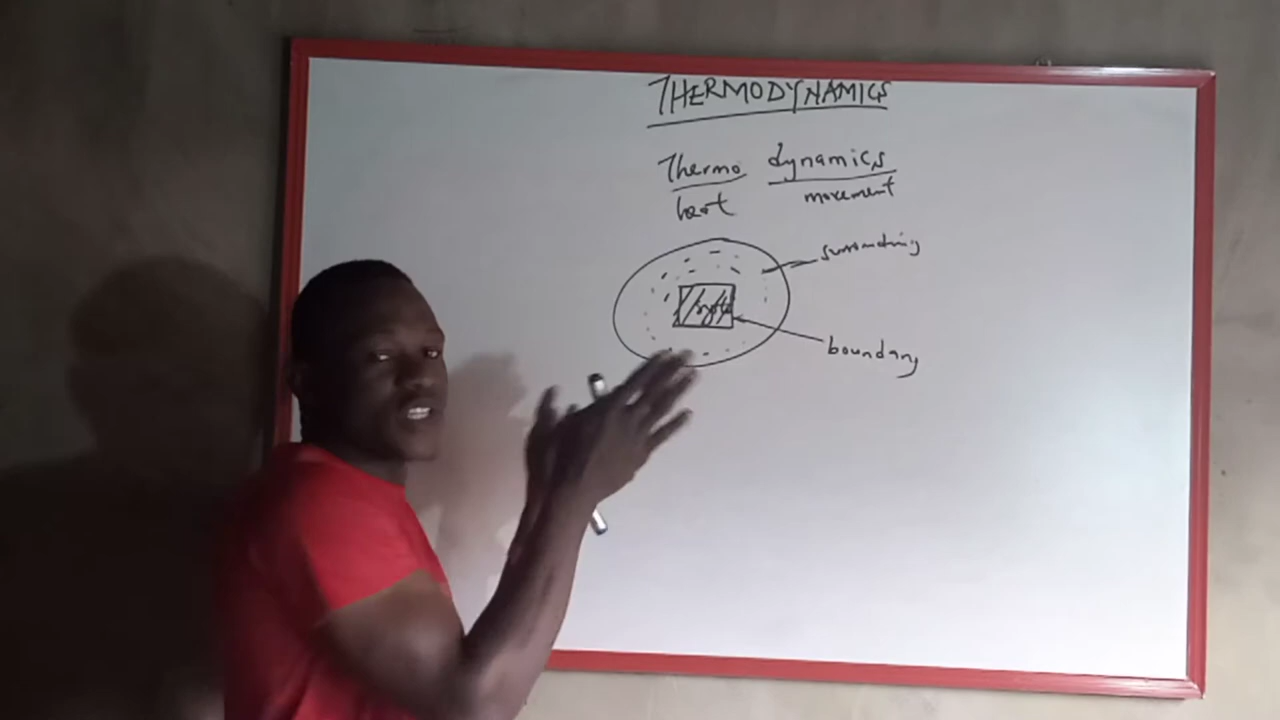 THERMODYNAMICS
Thermo dynamics
heat movement
surrounding
boundary